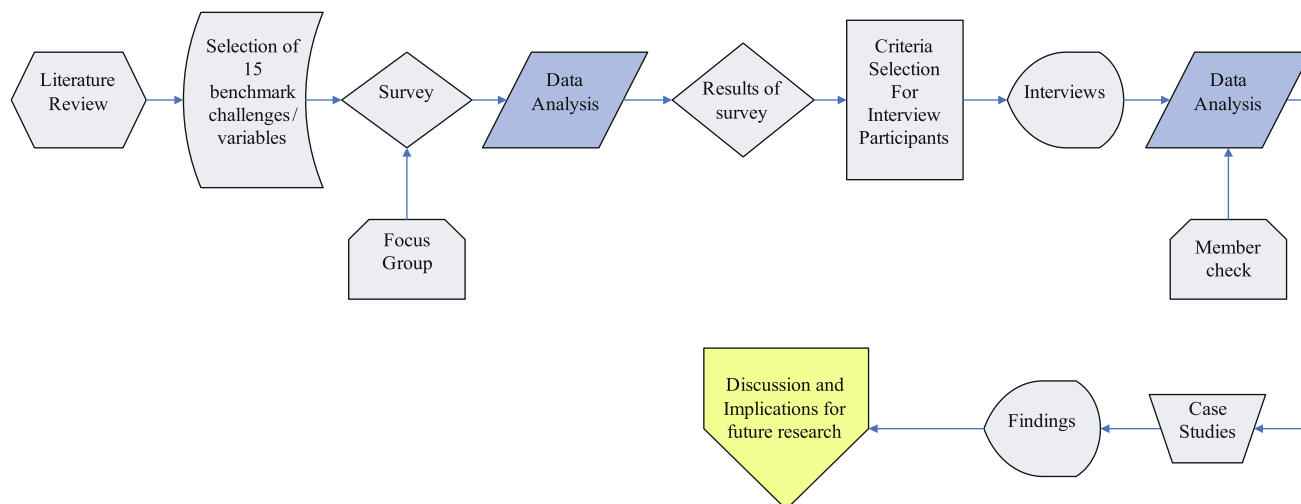 Literature
Review
Selection of
15
benchmark
challenges/
variables
Survey
Data
Analysis
Results of
survey
Criteria
Selection
For
Interview
Participants
Interviews
Data
Analysis
Focus
Group
Member
check
Discussion and
Implications for
future research
Findings
Case
Studies